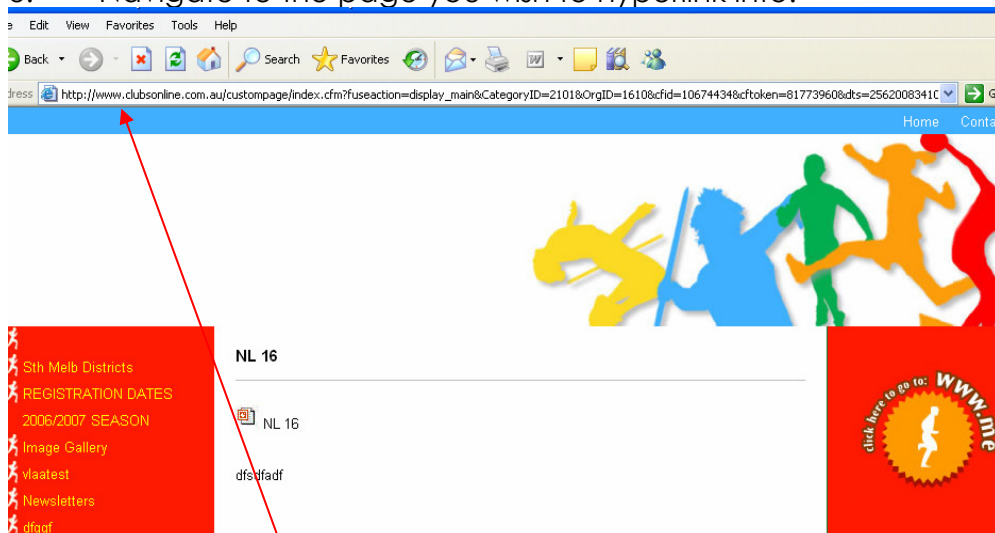 Navigate to the page you wish to hyperlink into.
Edit View Favorites Tools Help
Back Search Favorites
http://www.clubsonline.com.au/custompage/index.cfm?fuseaction=display_main&CategoryID=2101&OrgID=1610&cfid=10674434&cftoken=81773960&dts=2562008341
Home
NL 16
Sth Melb Districts
REGISTRATION DATES
2006/2007 SEASON
NL 16
Image Gallery
vlaatest
dfsdfadf
Newsletters
dfgqf
click here to go to: www.me